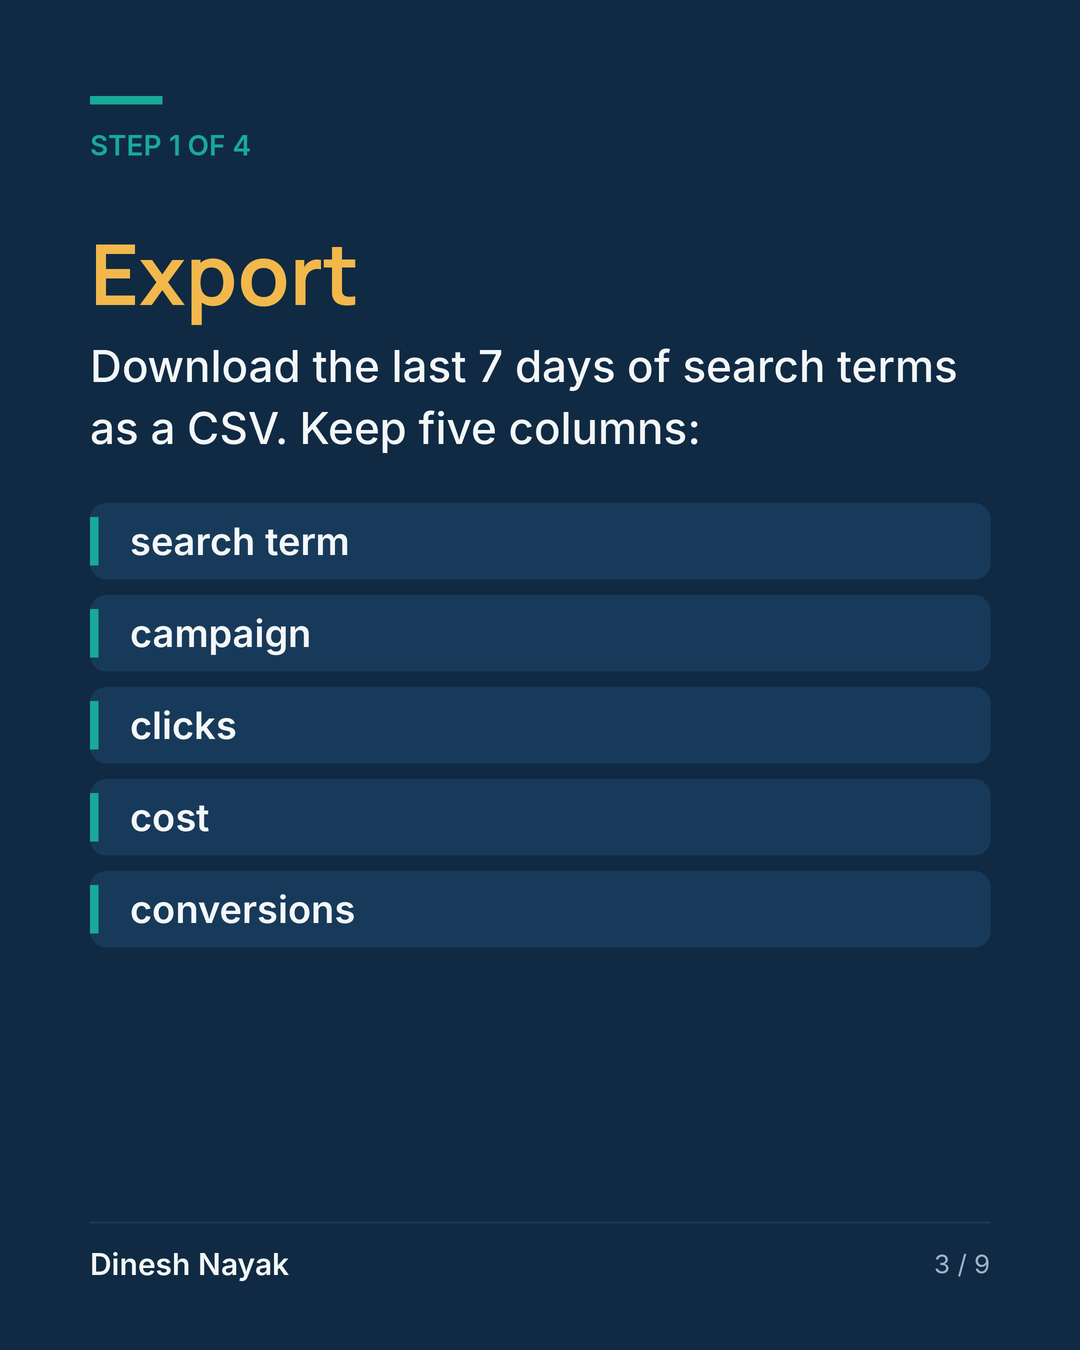 STEP 1 OF 4
Export
Download the last 7 days of search terms
as a CSV. Keep five columns:
search term
campaign
clicks
cost
conversions
Dinesh Nayak
3 / 9